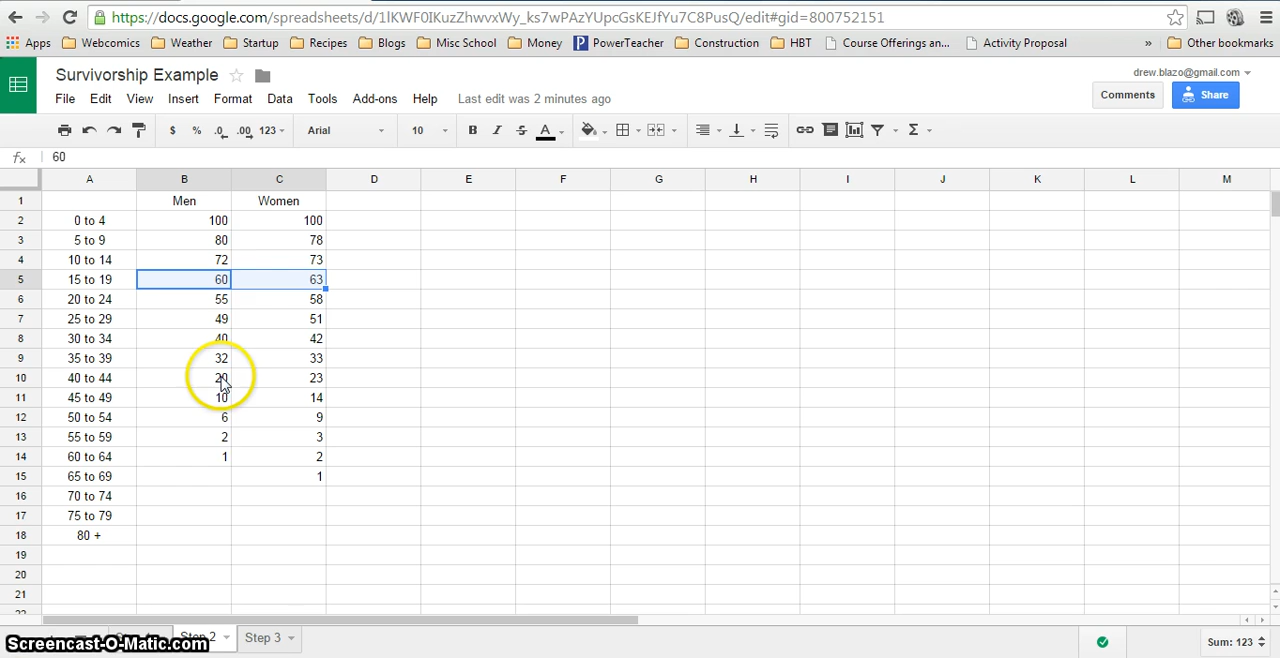 https://docs.google.com/spreadsheets/d/1lKWF0IKuzZhwvxWy_ks7wPAzYUpcGsKEJfYu7C8PusQ/edit#gid=800752151
Apps Webcomics Weather Startup Recipes Blogs Misc School Money PowerTeacher Construction HBT Course Offerings an... Activity Proposal » Other bookmarks
Survivorship Example drew.blazo@gmail.com
File Edit View Insert Format Data Tools Add-ons Help Last edit was 2 minutes ago Comments Share
$ % .0 .00 123 Arial 10 B I S A Σ
fx 60
A B C D E F G H I J K L M
1 Men Women
2 0 to 4 100 100
3 5 to 9 80 78
4 10 to 14 72 73
5 15 to 19 60 63
6 20 to 24 55 58
7 25 to 29 49 51
8 30 to 34 40 42
9 35 to 39 32 33
10 40 to 44 20 23
11 45 to 49 10 14
12 50 to 54 6 9
13 55 to 59 2 3
14 60 to 64 1 2
15 65 to 69 1
16 70 to 74
17 75 to 79
18 80 +
19
20
21
22
Step 2 Step 3 Sum: 123
Screencast-O-Matic.com